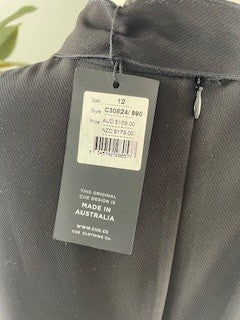 Size 12
Style C30824/ 990
Price AUD $159.00
NZD $179.00
THIS ORIGINAL
CUE DESIGN IS
MADE IN
AUSTRALIA
WWW.CUE.CC
CUE CLOTHING CO.